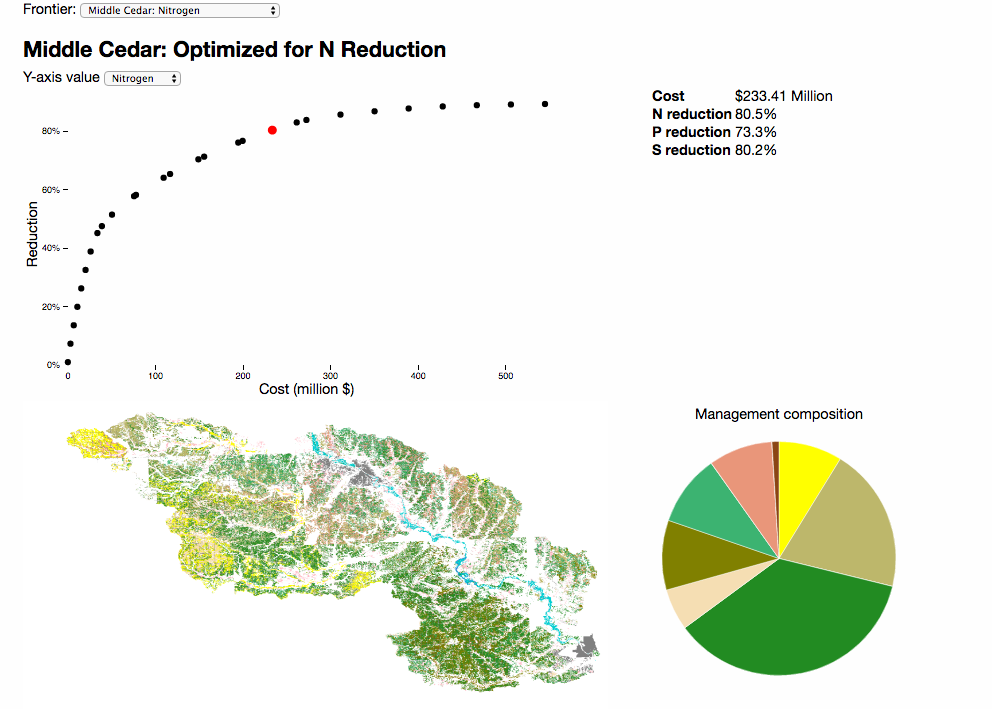 Frontier: Middle Cedar: Nitrogen
Middle Cedar: Optimized for N Reduction
Y-axis value Nitrogen
Cost $233.41 Million
N reduction 80.5%
P reduction 73.3%
S reduction 80.2%
80%
60%
Reduction
40%
20%
0%
0 100 200 300 400 500
Cost (million $)
Management composition